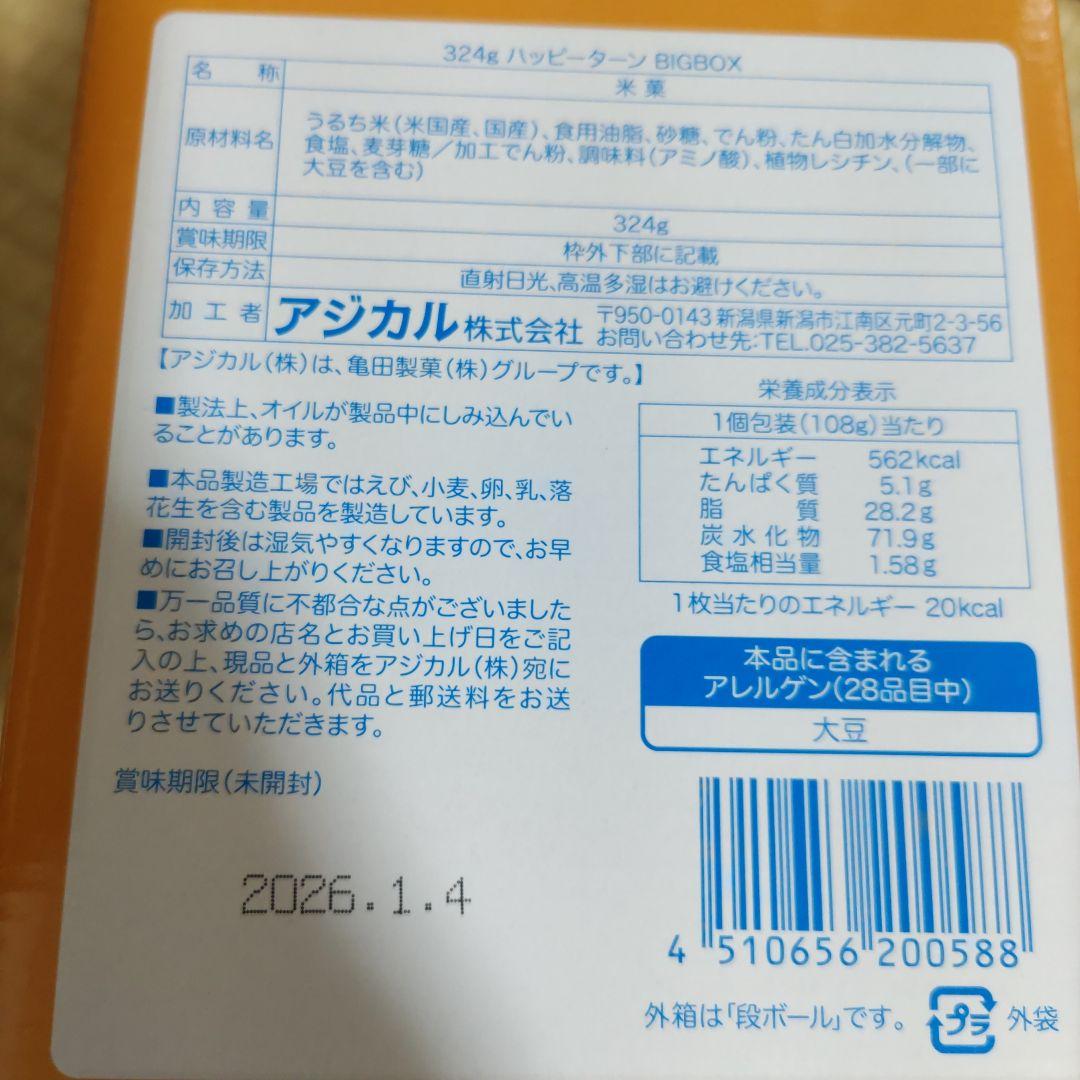 324g ハッピーターン BIGBOX
名称 米菓
原材料名 うるち米(米国産、国産)、食用油脂、砂糖、でん粉、たん白加水分解物、
食塩、麦芽糖/加工でん粉、調味料(アミノ酸)、植物レシチン、(一部に
大豆を含む)
内容量 324g
賞味期限 枠外下部に記載
保存方法 直射日光、高温多湿はお避けください。
加工者 アジカル株式会社 〒950-0143 新潟県新潟市江南区元町2-3-56
お問い合わせ先:TEL.025-382-5637
【アジカル(株)は、亀田製菓(株)グループです。】
■製法上、オイルが製品中にしみ込んでい
ることがあります。
■本品製造工場ではえび、小麦、卵、乳、落
花生を含む製品を製造しています。
■開封後は湿気やすくなりますので、お早
めにお召し上がりください。
■万一品質に不都合な点がございました
ら、お求めの店名とお買い上げ日をご記
入の上、現品と外箱をアジカル(株)宛に
お送りください。代品と郵送料をお送
りさせていただきます。
賞味期限(未開封)
2026.1.4
栄養成分表示
1個包装(108g)当たり
エネルギー 562kcal
たんぱく質 5.1g
脂質 28.2g
炭水化物 71.9g
食塩相当量 1.58g
1枚当たりのエネルギー 20kcal
本品に含まれる
アレルゲン(28品目中)
大豆
4 510656 200588
外箱は「段ボール」です。 プラ 外袋